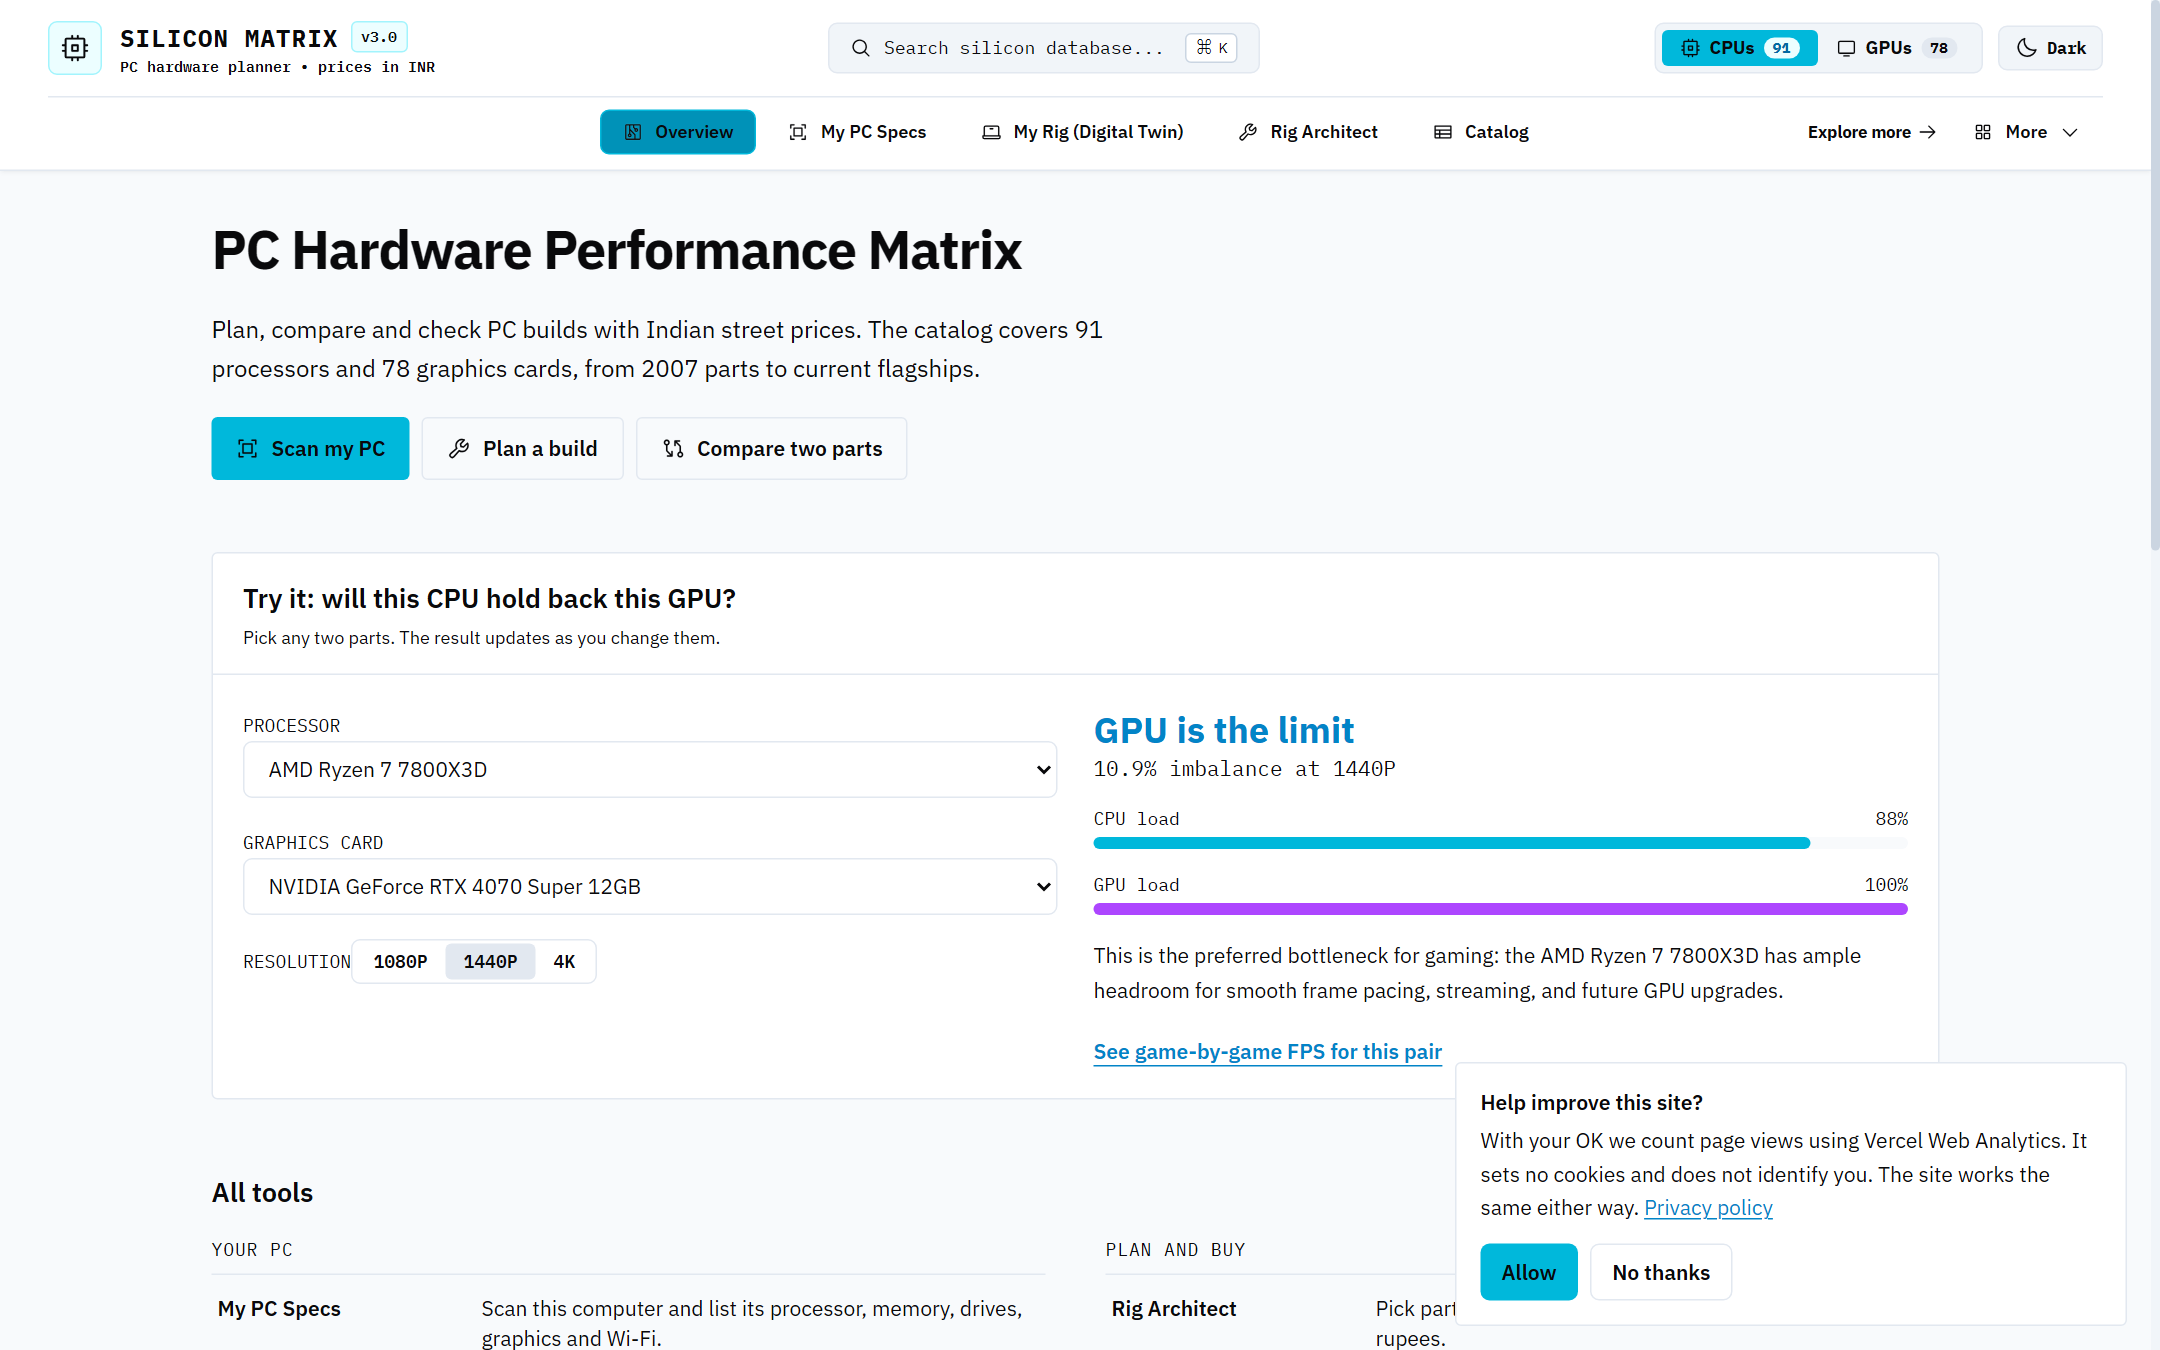 SILICON MATRIX v3.0
PC hardware planner • prices in INR
Search silicon database... ⌘ K
CPUs 91
GPUs 78
Dark
Overview
My PC Specs
My Rig (Digital Twin)
Rig Architect
Catalog
Explore more →
More
PC Hardware Performance Matrix
Plan, compare and check PC builds with Indian street prices. The catalog covers 91
processors and 78 graphics cards, from 2007 parts to current flagships.
Scan my PC
Plan a build
Compare two parts
Try it: will this CPU hold back this GPU?
Pick any two parts. The result updates as you change them.
PROCESSOR
AMD Ryzen 7 7800X3D
GRAPHICS CARD
NVIDIA GeForce RTX 4070 Super 12GB
RESOLUTION 1080P 1440P 4K
GPU is the limit
10.9% imbalance at 1440P
CPU load 88%
GPU load 100%
This is the preferred bottleneck for gaming: the AMD Ryzen 7 7800X3D has ample
headroom for smooth frame pacing, streaming, and future GPU upgrades.
See game-by-game FPS for this pair
All tools
YOUR PC
My PC Specs
Scan this computer and list its processor, memory, drives,
graphics and Wi-Fi.
PLAN AND BUY
Rig Architect
Pick part
rupees.
Help improve this site?
With your OK we count page views using Vercel Web Analytics. It
sets no cookies and does not identify you. The site works the
same either way. Privacy policy
Allow
No thanks